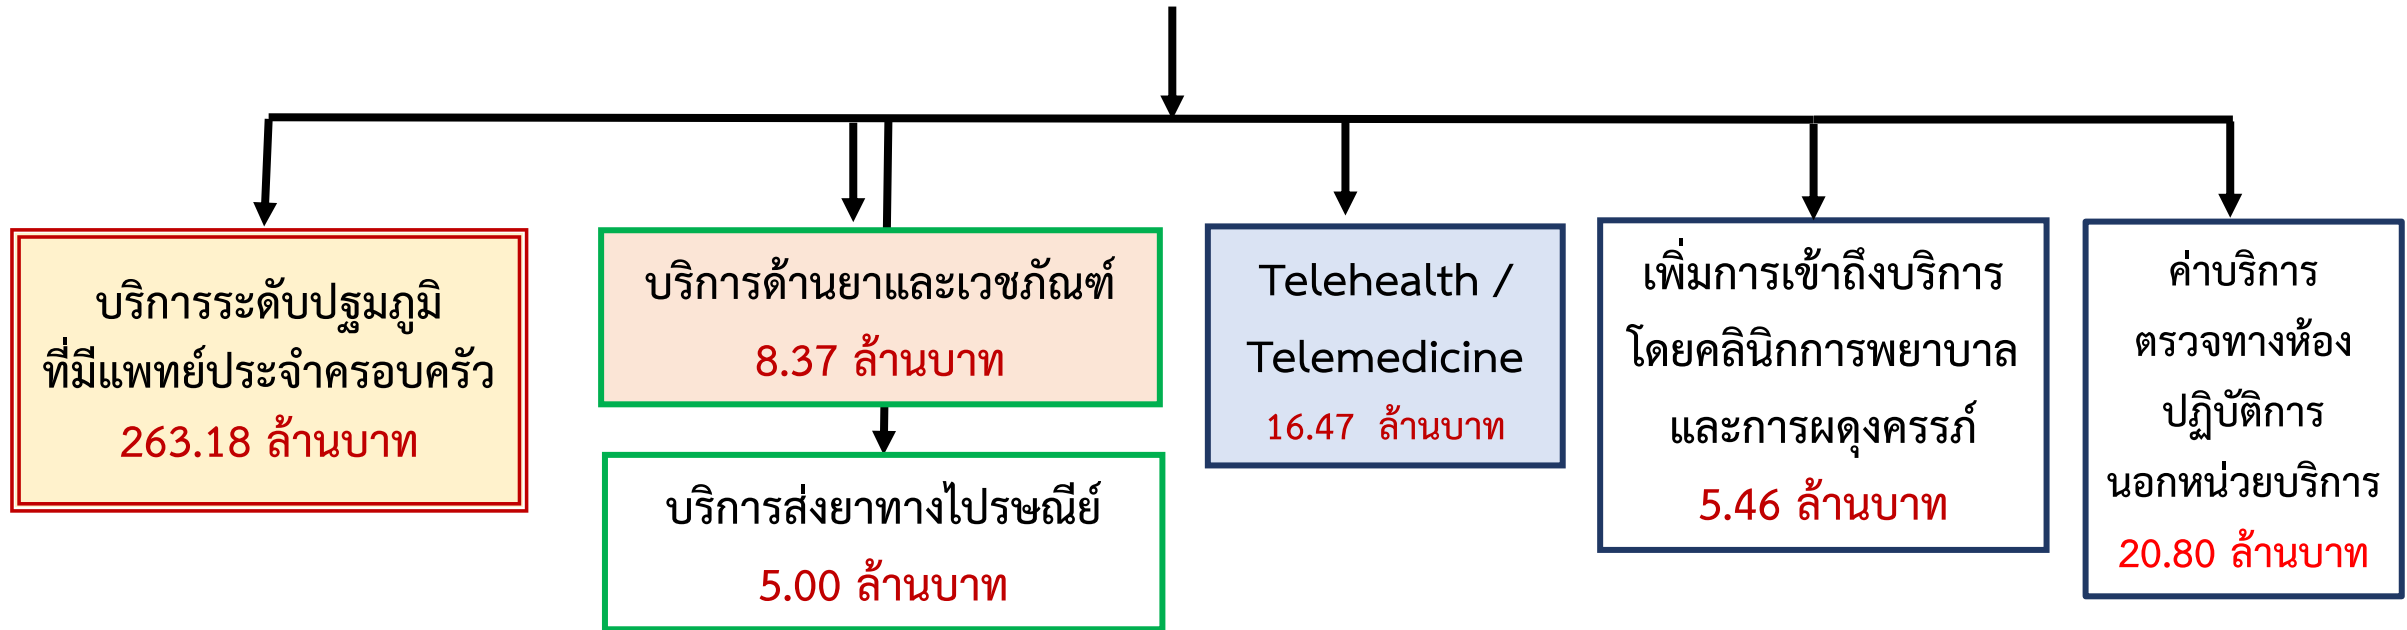 บริการระดับปฐมภูมิ
ที่มีแพทย์ประจำครอบครัว
263.18 ล้านบาท
บริการด้านยาและเวชภัณฑ์
8.37 ล้านบาท
บริการส่งยาทางไปรษณีย์
5.00 ล้านบาท
Telehealth /
Telemedicine
16.47 ล้านบาท
เพิ่มการเข้าถึงบริการ
โดยคลินิกการพยาบาล
และการผดุงครรภ์
5.46 ล้านบาท
ค่าบริการ
ตรวจทางห้อง
ปฏิบัติการ
นอกหน่วยบริการ
20.80 ล้านบาท